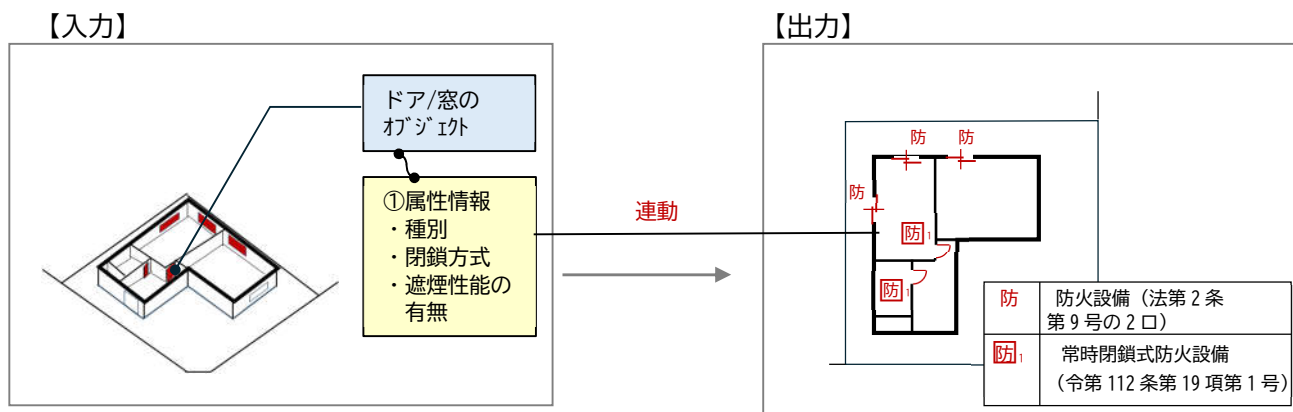 【入力】
ドア/窓の
ｵﾌﾞｼﾞｪｸﾄ
①属性情報
・種別
・閉鎖方式
・遮煙性能の
有無
連動
【出力】
防
防
防
防1
防1
防 防火設備（法第2条
第9号の2ロ）
防1 常時閉鎖式防火設備
（令第112条第19項第1号）